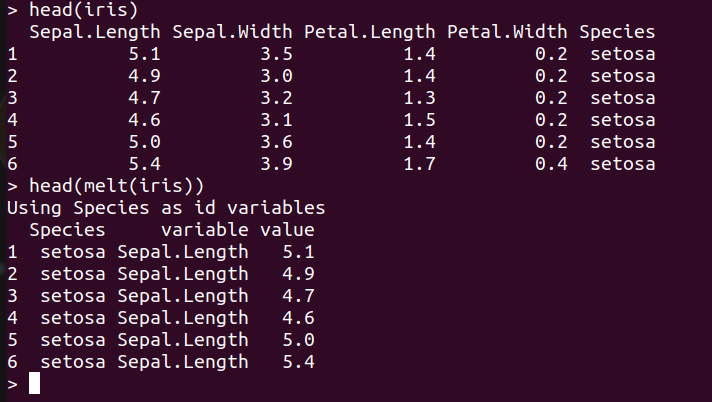 > head(iris)
  Sepal.Length Sepal.Width Petal.Length Petal.Width Species
1          5.1         3.5          1.4         0.2  setosa
2          4.9         3.0          1.4         0.2  setosa
3          4.7         3.2          1.3         0.2  setosa
4          4.6         3.1          1.5         0.2  setosa
5          5.0         3.6          1.4         0.2  setosa
6          5.4         3.9          1.7         0.4  setosa
> head(melt(iris))
Using Species as id variables
  Species     variable value
1  setosa Sepal.Length   5.1
2  setosa Sepal.Length   4.9
3  setosa Sepal.Length   4.7
4  setosa Sepal.Length   4.6
5  setosa Sepal.Length   5.0
6  setosa Sepal.Length   5.4
>